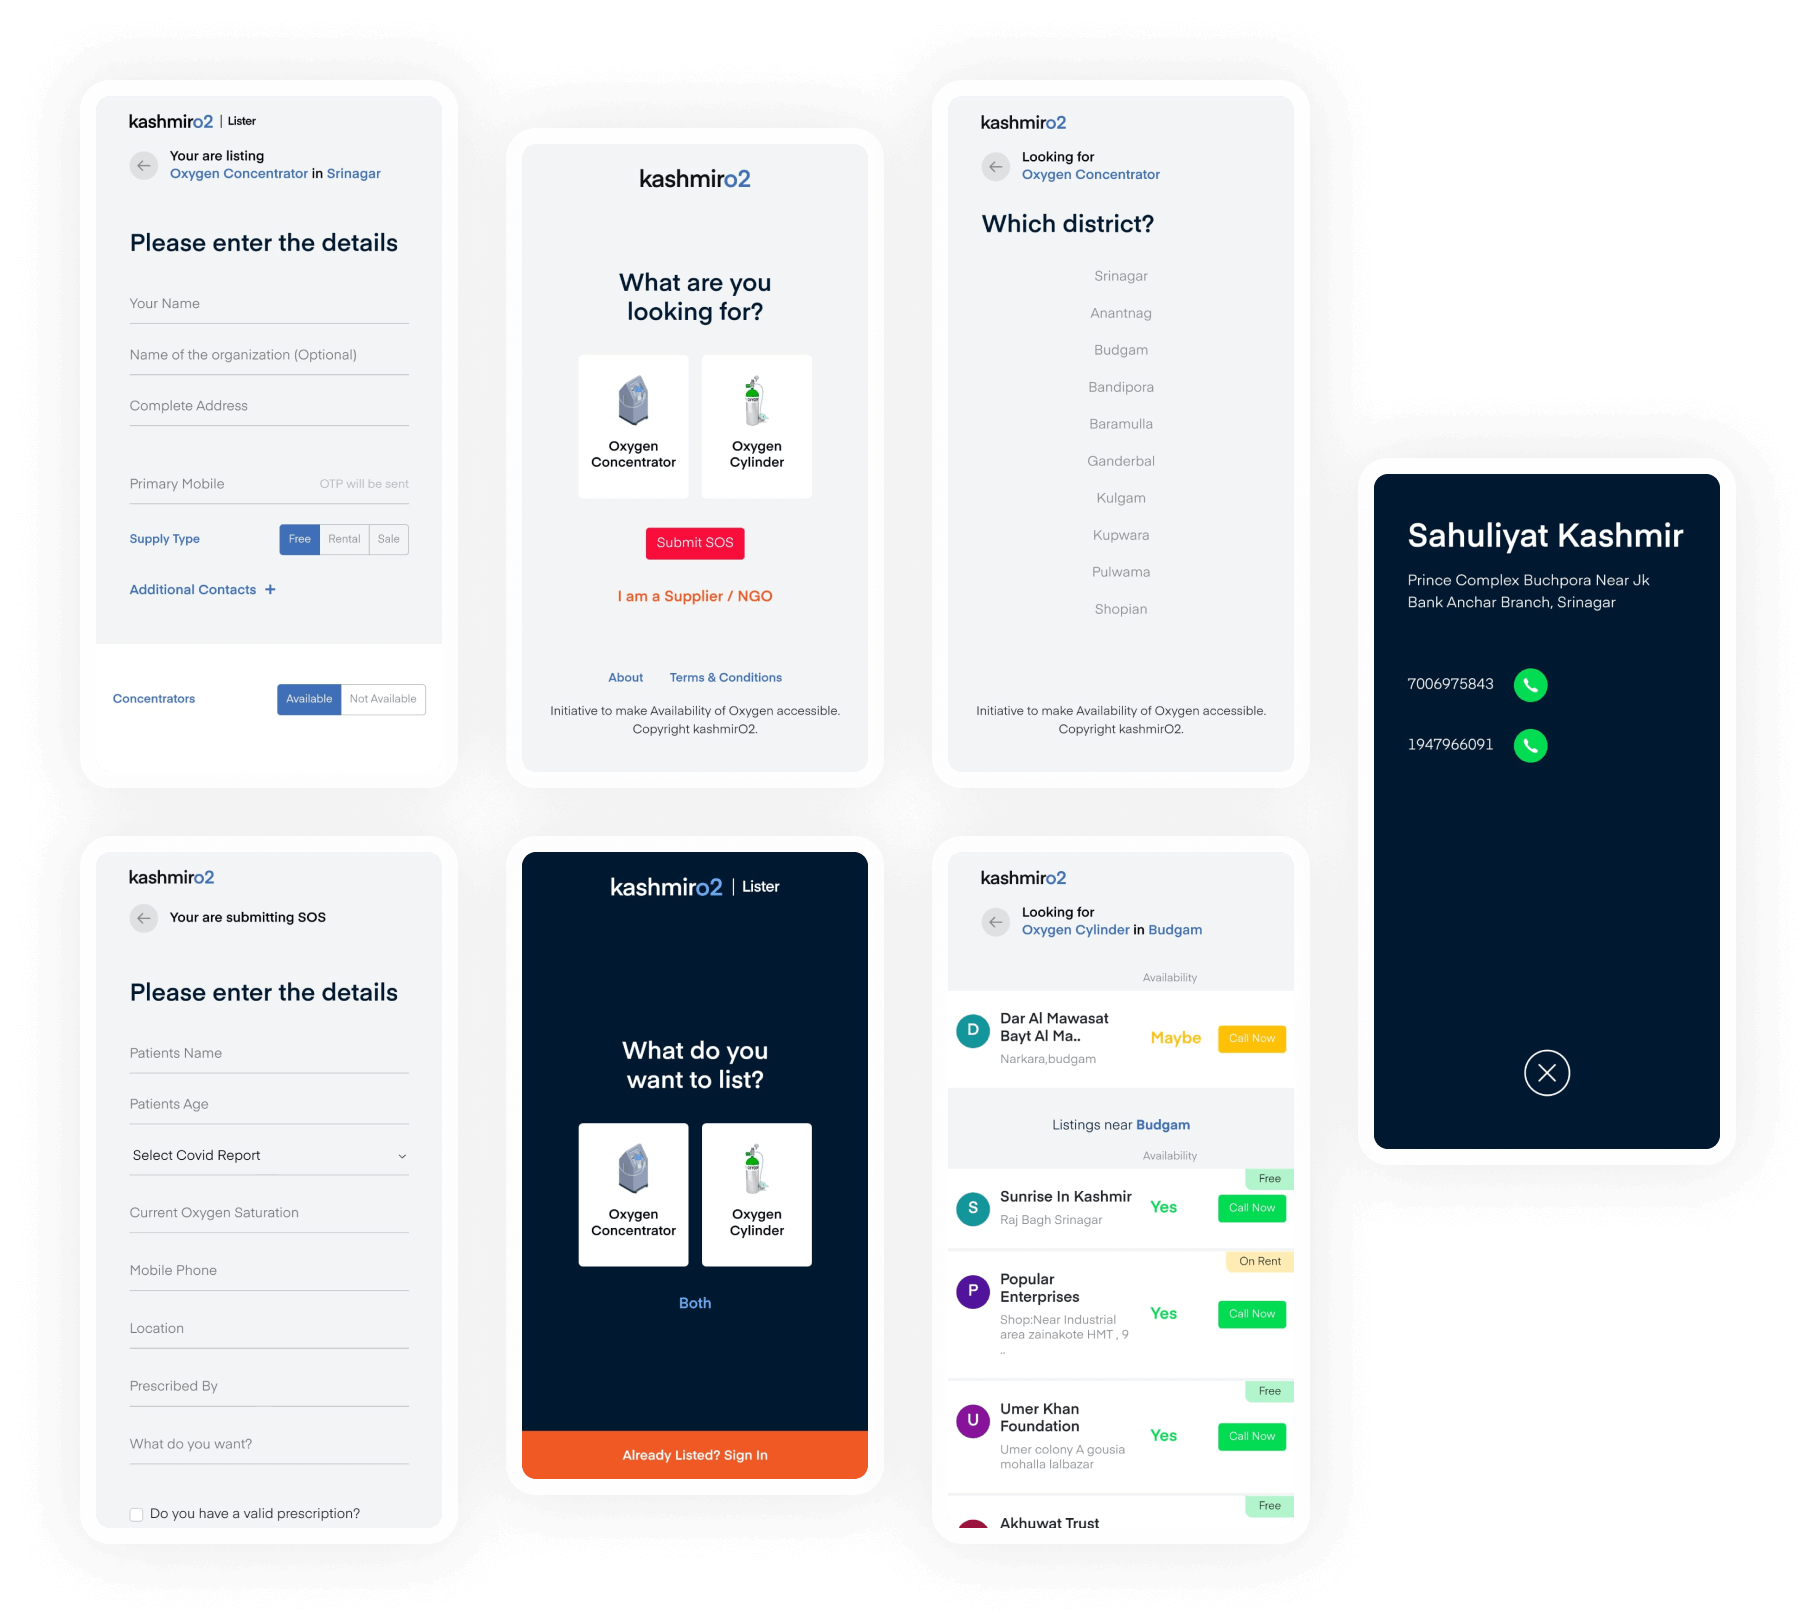 kashmiro2 | Lister
Your are listing
Oxygen Concentrator in Srinagar
Please enter the details
Your Name
Name of the organization (Optional)
Complete Address
Primary Mobile OTP will be sent
Supply Type Free Rental Sale
Additional Contacts +
Concentrators Available Not Available
kashmiro2
What are you
looking for?
Oxygen
Concentrator
OXYGEN
Oxygen
Cylinder
Submit SOS
I am a Supplier / NGO
About Terms & Conditions
Initiative to make Availability of Oxygen accessible.
Copyright kashmirO2.
kashmiro2
Looking for
Oxygen Concentrator
Which district?
Srinagar
Anantnag
Budgam
Bandipora
Baramulla
Ganderbal
Kulgam
Kupwara
Pulwama
Shopian
Initiative to make Availability of Oxygen accessible.
Copyright kashmirO2.
Sahuliyat Kashmir
Prince Complex Buchpora Near Jk
Bank Anchar Branch, Srinagar
7006975843
1947966091
kashmiro2
Your are submitting SOS
Please enter the details
Patients Name
Patients Age
Select Covid Report
Current Oxygen Saturation
Mobile Phone
Location
Prescribed By
What do you want?
Do you have a valid prescription?
kashmiro2 | Lister
What do you
want to list?
Oxygen
Concentrator
OXYGEN
Oxygen
Cylinder
Both
Already Listed? Sign In
kashmiro2
Looking for
Oxygen Cylinder in Budgam
Availability
D
Dar Al Mawasat
Bayt Al Ma..
Narkara,budgam
Maybe
Call Now
Listings near Budgam
Availability
Free
S
Sunrise In Kashmir
Raj Bagh Srinagar
Yes
Call Now
On Rent
P
Popular
Enterprises
Shop:Near Industrial
area zainakote HMT , 9
..
Yes
Call Now
Free
U
Umer Khan
Foundation
Umer colony A gousia
mohalla lalbazar
Yes
Call Now
Free
Akhuwat Trust